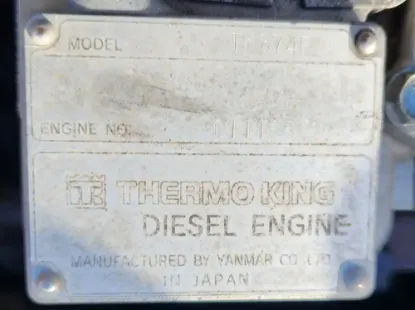 MODEL
ENGINE NO.
THERMO KING
DIESEL ENGINE
MANUFACTURED BY YANMAR CO.,LTD.
IN JAPAN